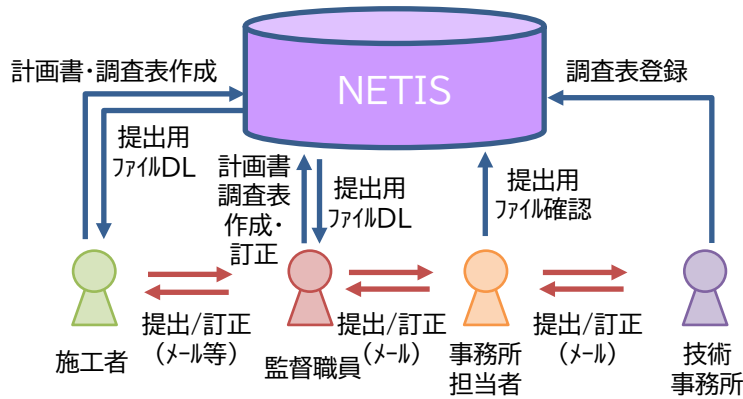 NETIS
計画書・調査表作成
調査表登録
提出用
ﾌｧｲﾙDL
計画書
調査表
作成・
訂正
提出用
ﾌｧｲﾙDL
提出用
ﾌｧｲﾙ確認
提出/訂正
（ﾒｰﾙ等）
提出/訂正
（ﾒｰﾙ）
提出/訂正
（ﾒｰﾙ）
施工者
監督職員
事務所
担当者
技術
事務所